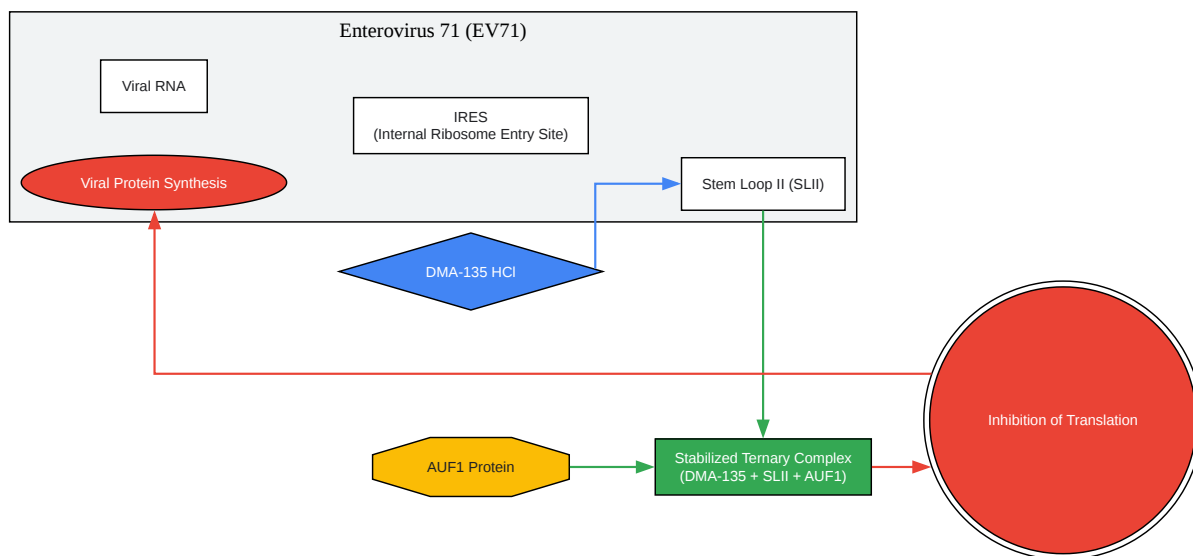 Enterovirus 71 (EV71)
Viral RNA
IRES
(Internal Ribosome Entry Site)
Viral Protein Synthesis
Stem Loop II (SLII)
DMA-135 HCl
Inhibition of Translation
AUF1 Protein
Stabilized Ternary Complex
(DMA-135 + SLII + AUF1)